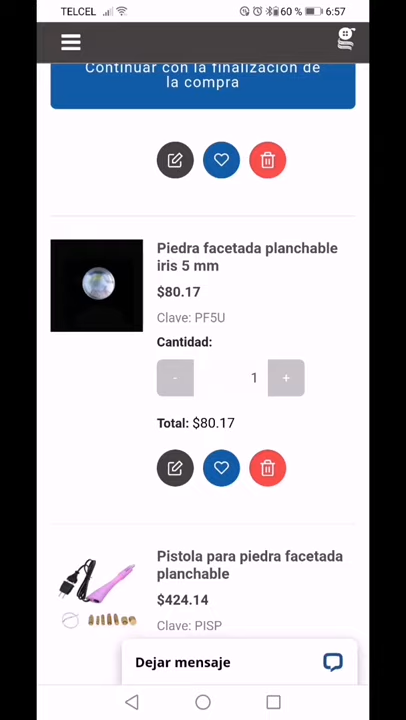 TELCEL
60 % 6:57
Continuar con la finalización de
la compra
Piedra facetada planchable
iris 5 mm
$80.17
Clave: PF5U
Cantidad:
- 1 +
Total: $80.17
Pistola para piedra facetada
planchable
$424.14
Clave: PISP
Dejar mensaje